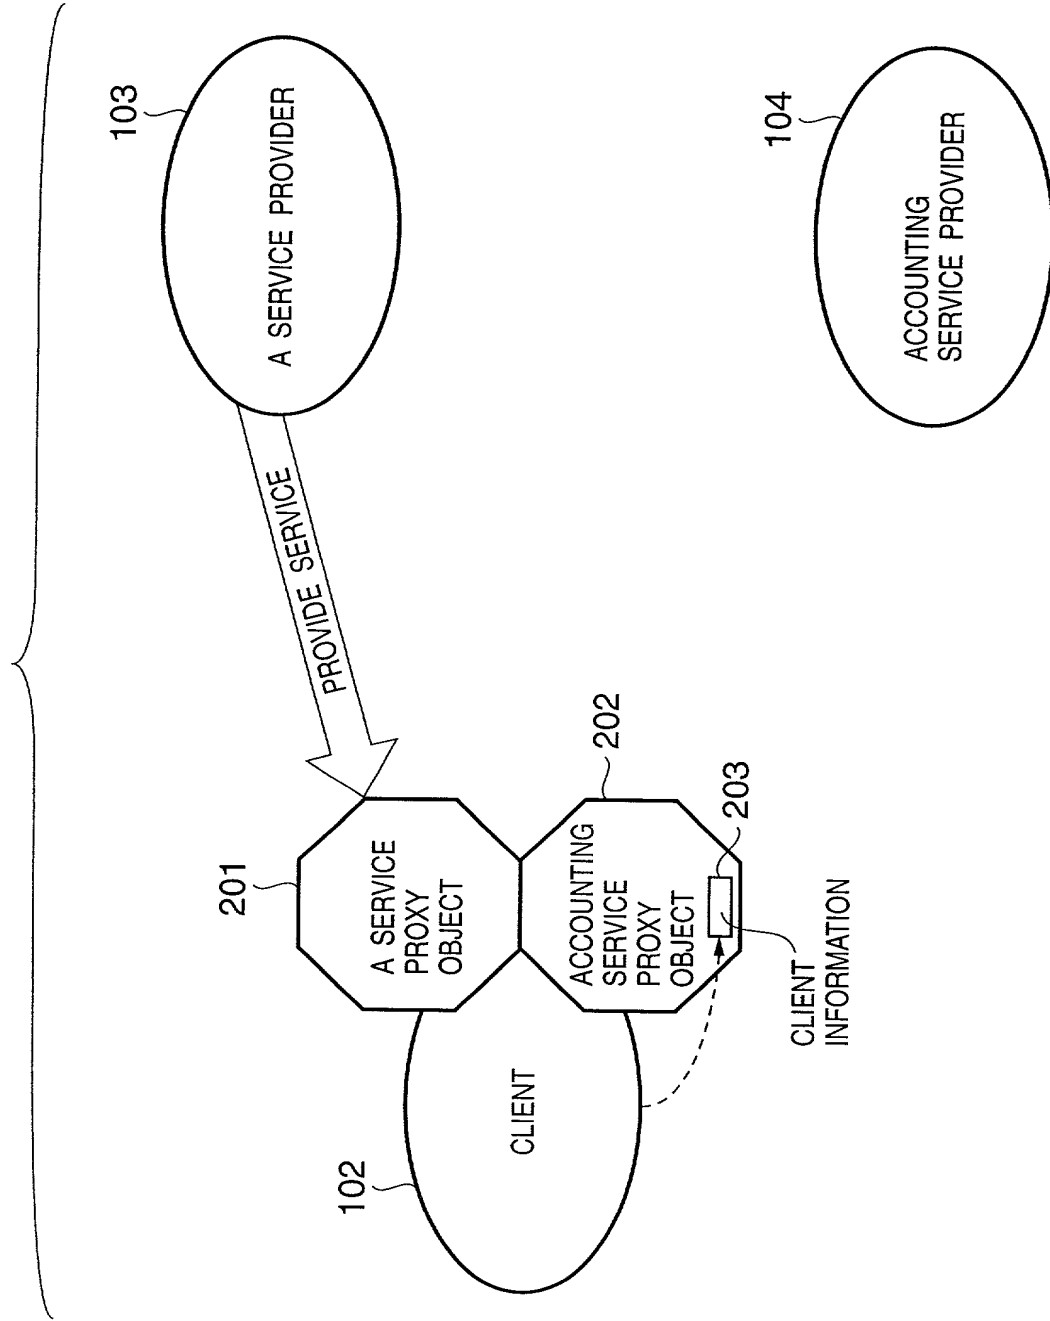 103
A SERVICE PROVIDER
104
ACCOUNTING
SERVICE PROVIDER
PROVIDE SERVICE
201
A SERVICE
PROXY
OBJECT
202
ACCOUNTING
SERVICE
PROXY
OBJECT
203
CLIENT
INFORMATION
102
CLIENT